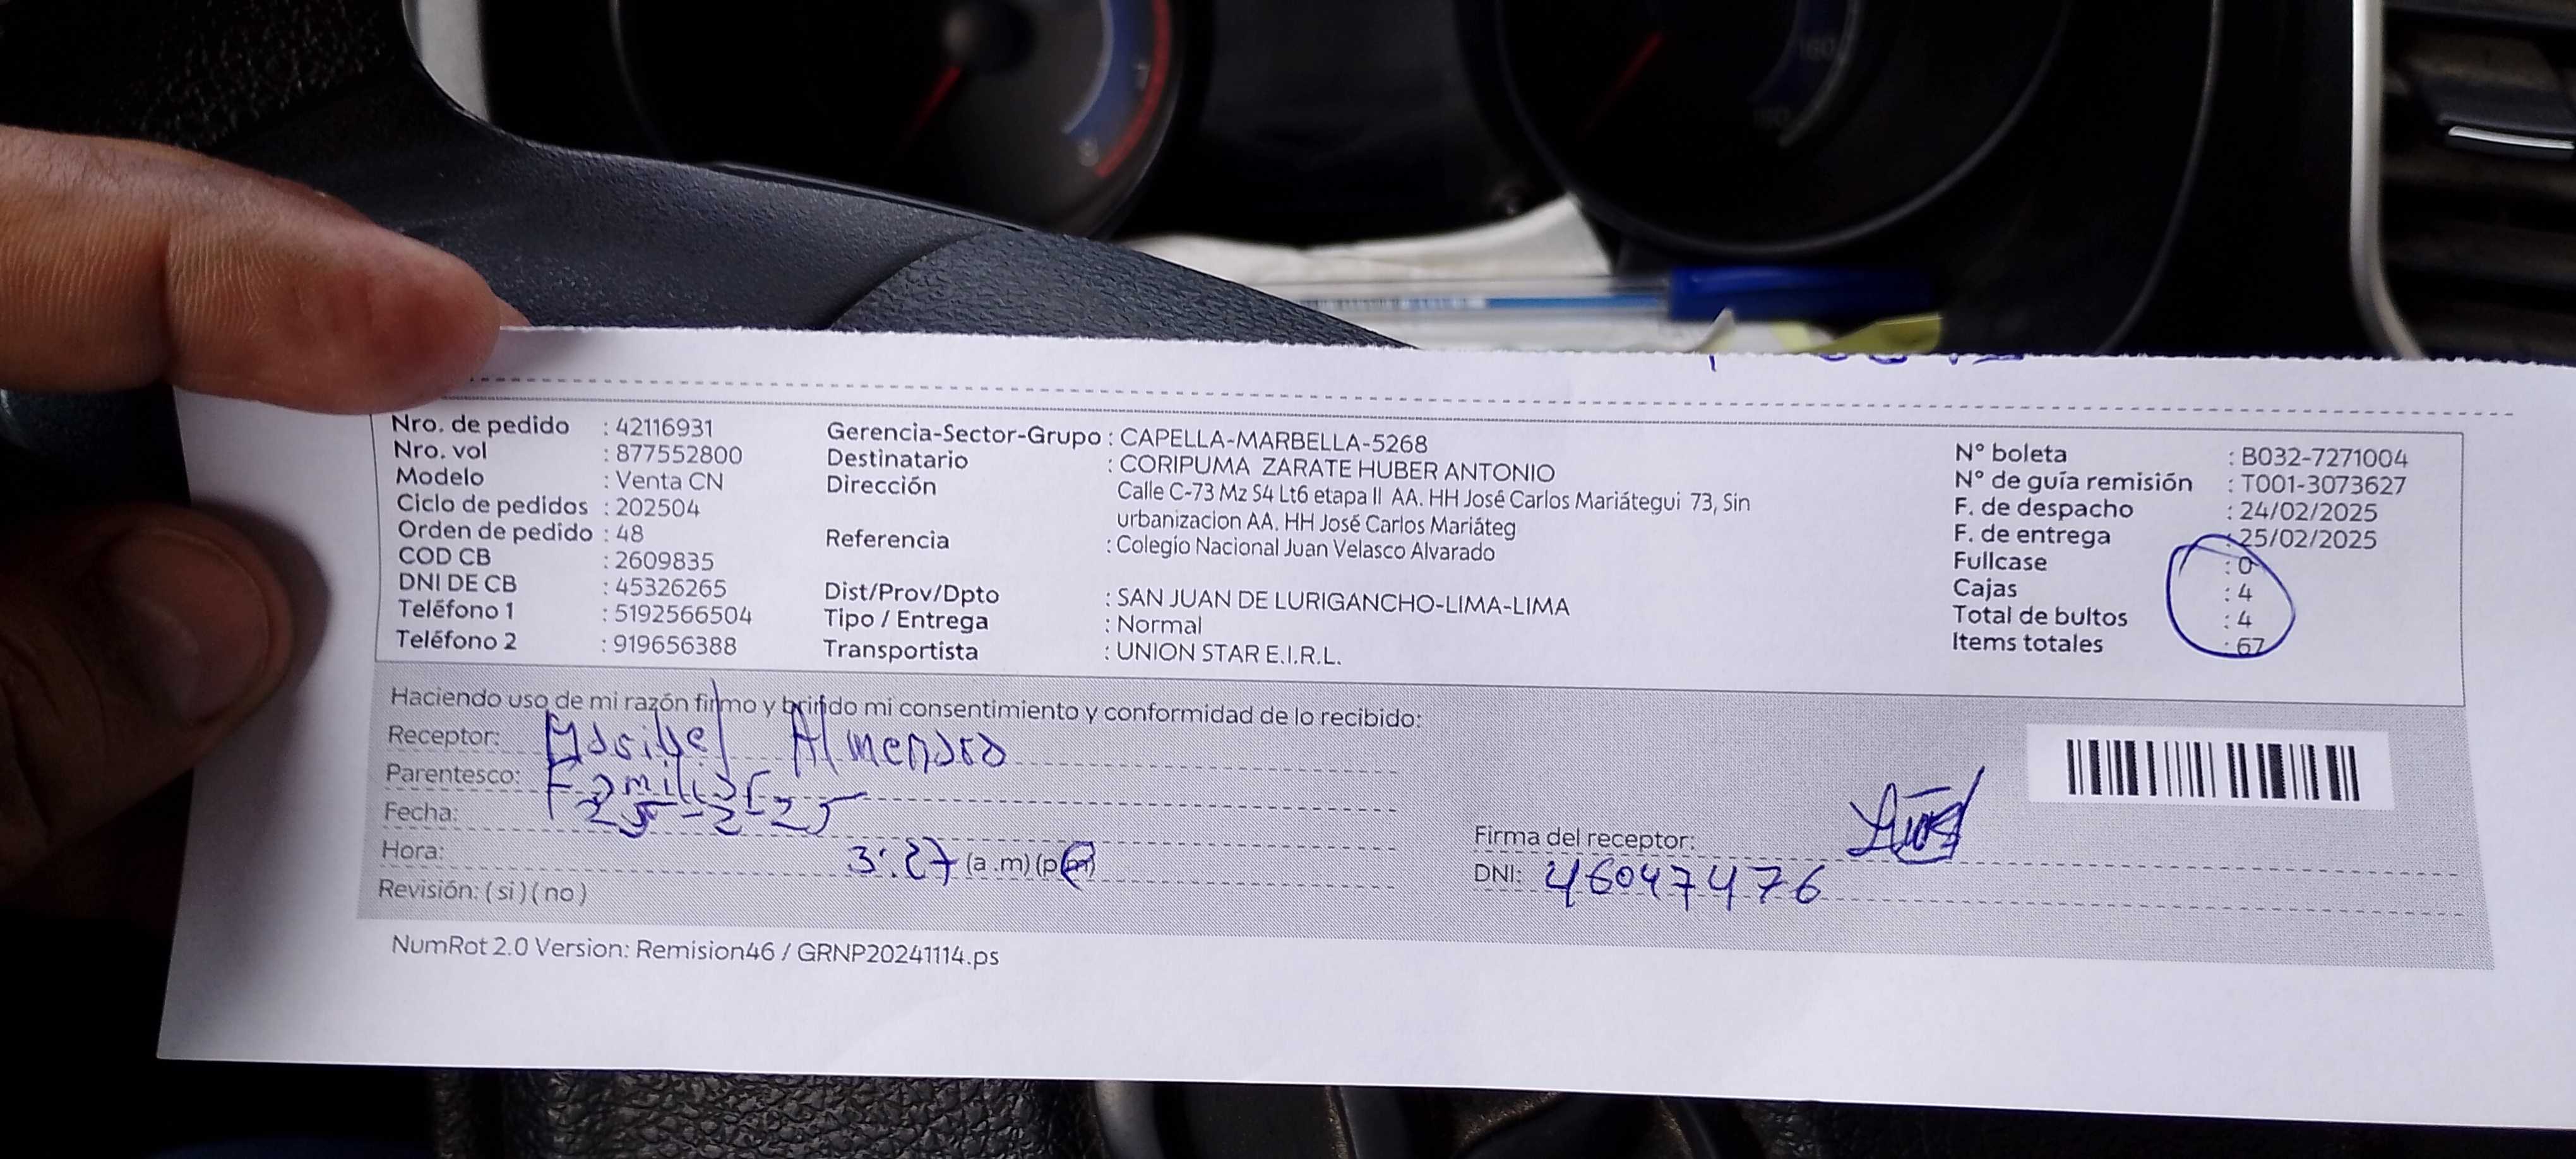 Nro. de pedido : 42116931
Nro. vol : 877552800
Modelo : Venta CN
Ciclo de pedidos : 202504
Orden de pedido : 48
COD CB : 2609835
DNI DE CB : 45326265
Teléfono 1 : 5192566504
Teléfono 2 : 919656388
Gerencia-Sector-Grupo : CAPELLA-MARBELLA-5268
Destinatario : CORIPUMA ZARATE HUBER ANTONIO
Dirección Calle C-73 Mz S4 Lt6 etapa II AA. HH José Carlos Mariátegui 73, Sin
urbanizacion AA. HH José Carlos Mariáteg
Referencia : Colegio Nacional Juan Velasco Alvarado
Dist/Prov/Dpto : SAN JUAN DE LURIGANCHO-LIMA-LIMA
Tipo / Entrega : Normal
Transportista : UNION STAR E.I.R.L.
N° boleta : B032-7271004
N° de guía remisión : T001-3073627
F. de despacho : 24/02/2025
F. de entrega : 25/02/2025
Fullcase : 0
Cajas : 4
Total de bultos : 4
Items totales : 67
Haciendo uso de mi razón firmo y brindo mi consentimiento y conformidad de lo recibido:
Receptor: Almendra
Parentesco: Familiar
Fecha: 25-2-25
Hora: 3:27 (a.m) (p.m)
Revisión: ( si ) ( no )
Firma del receptor:
DNI: 46047476
NumRot 2.0 Version: Remision46 / GRNP20241114.ps